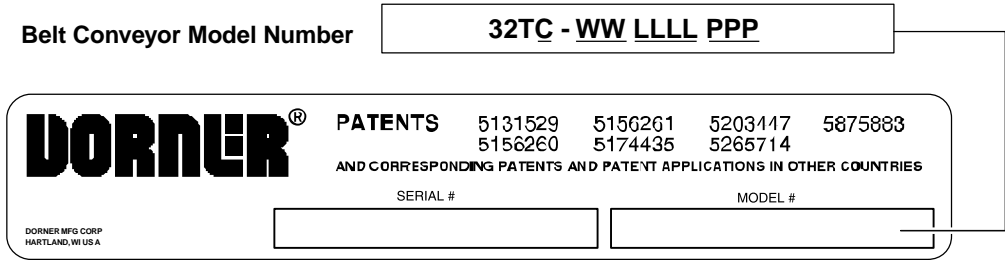 Belt Conveyor Model Number
32TC - WW LLLL PPP
DORNER®
PATENTS 5131529 5156261 5203447 5875883
5156260 5174435 5265714
AND CORRESPONDING PATENTS AND PATENT APPLICATIONS IN OTHER COUNTRIES
SERIAL # MODEL #
DORNER MFG CORP
HARTLAND, WI USA